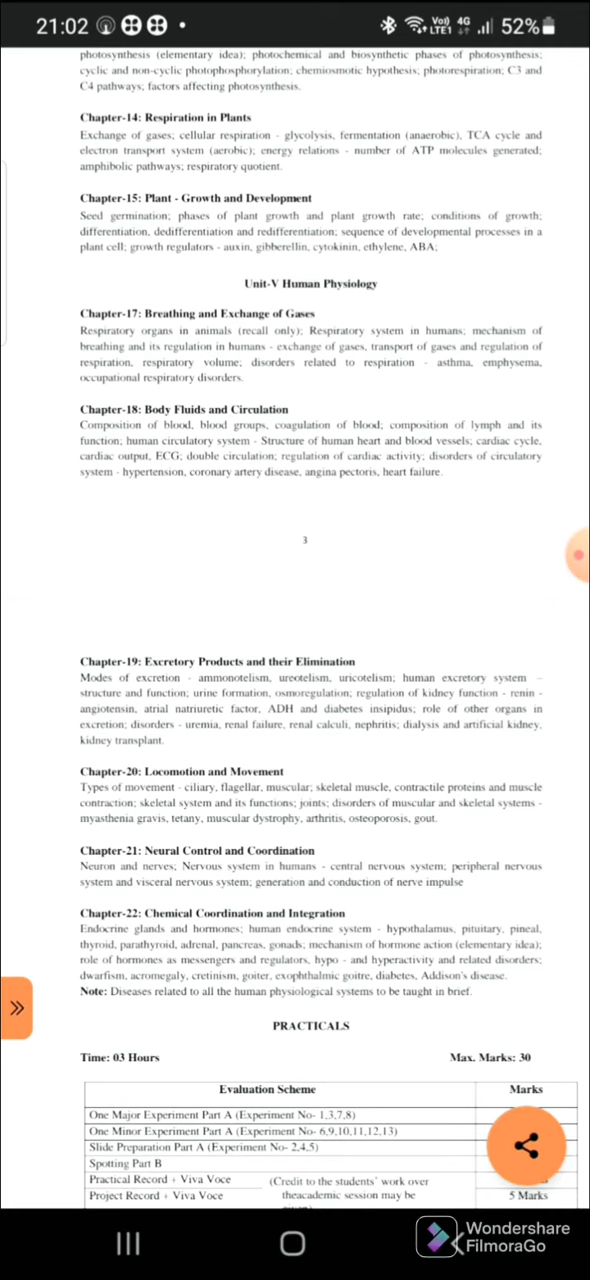 21:02
Vo))
LTE1
4G
52%
photosynthesis (elementary idea); photochemical and biosynthetic phases of photosynthesis;
cyclic and non-cyclic photophosphorylation; chemiosmotic hypothesis; photorespiration; C3 and
C4 pathways; factors affecting photosynthesis.
Chapter-14: Respiration in Plants
Exchange of gases; cellular respiration - glycolysis, fermentation (anaerobic), TCA cycle and
electron transport system (aerobic); energy relations - number of ATP molecules generated;
amphibolic pathways; respiratory quotient.
Chapter-15: Plant - Growth and Development
Seed germination; phases of plant growth and plant growth rate; conditions of growth;
differentiation, dedifferentiation and redifferentiation; sequence of developmental processes in a
plant cell; growth regulators - auxin, gibberellin, cytokinin, ethylene, ABA;
Unit-V Human Physiology
Chapter-17: Breathing and Exchange of Gases
Respiratory organs in animals (recall only); Respiratory system in humans; mechanism of
breathing and its regulation in humans - exchange of gases, transport of gases and regulation of
respiration, respiratory volume; disorders related to respiration - asthma, emphysema,
occupational respiratory disorders.
Chapter-18: Body Fluids and Circulation
Composition of blood, blood groups, coagulation of blood; composition of lymph and its
function; human circulatory system - Structure of human heart and blood vessels; cardiac cycle,
cardiac output, ECG; double circulation; regulation of cardiac activity; disorders of circulatory
system - hypertension, coronary artery disease, angina pectoris, heart failure.
3
Chapter-19: Excretory Products and their Elimination
Modes of excretion - ammonotelism, ureotelism, uricotelism; human excretory system –
structure and function; urine formation, osmoregulation; regulation of kidney function - renin -
angiotensin, atrial natriuretic factor, ADH and diabetes insipidus; role of other organs in
excretion; disorders - uremia, renal failure, renal calculi, nephritis; dialysis and artificial kidney,
kidney transplant.
Chapter-20: Locomotion and Movement
Types of movement - ciliary, flagellar, muscular; skeletal muscle, contractile proteins and muscle
contraction; skeletal system and its functions; joints; disorders of muscular and skeletal systems -
myasthenia gravis, tetany, muscular dystrophy, arthritis, osteoporosis, gout.
Chapter-21: Neural Control and Coordination
Neuron and nerves; Nervous system in humans - central nervous system; peripheral nervous
system and visceral nervous system; generation and conduction of nerve impulse
Chapter-22: Chemical Coordination and Integration
Endocrine glands and hormones; human endocrine system - hypothalamus, pituitary, pineal,
thyroid, parathyroid, adrenal, pancreas, gonads; mechanism of hormone action (elementary idea);
role of hormones as messengers and regulators, hypo - and hyperactivity and related disorders;
dwarfism, acromegaly, cretinism, goiter, exophthalmic goitre, diabetes, Addison's disease.
Note: Diseases related to all the human physiological systems to be taught in brief.
PRACTICALS
Time: 03 Hours Max. Marks: 30
Evaluation Scheme Marks
One Major Experiment Part A (Experiment No- 1,3,7,8)
One Minor Experiment Part A (Experiment No- 6,9,10,11,12,13)
Slide Preparation Part A (Experiment No- 2,4,5)
Spotting Part B
Practical Record + Viva Voce (Credit to the students' work over
Project Record + Viva Voce theacademic session may be 5 Marks
Wondershare
FilmoraGo